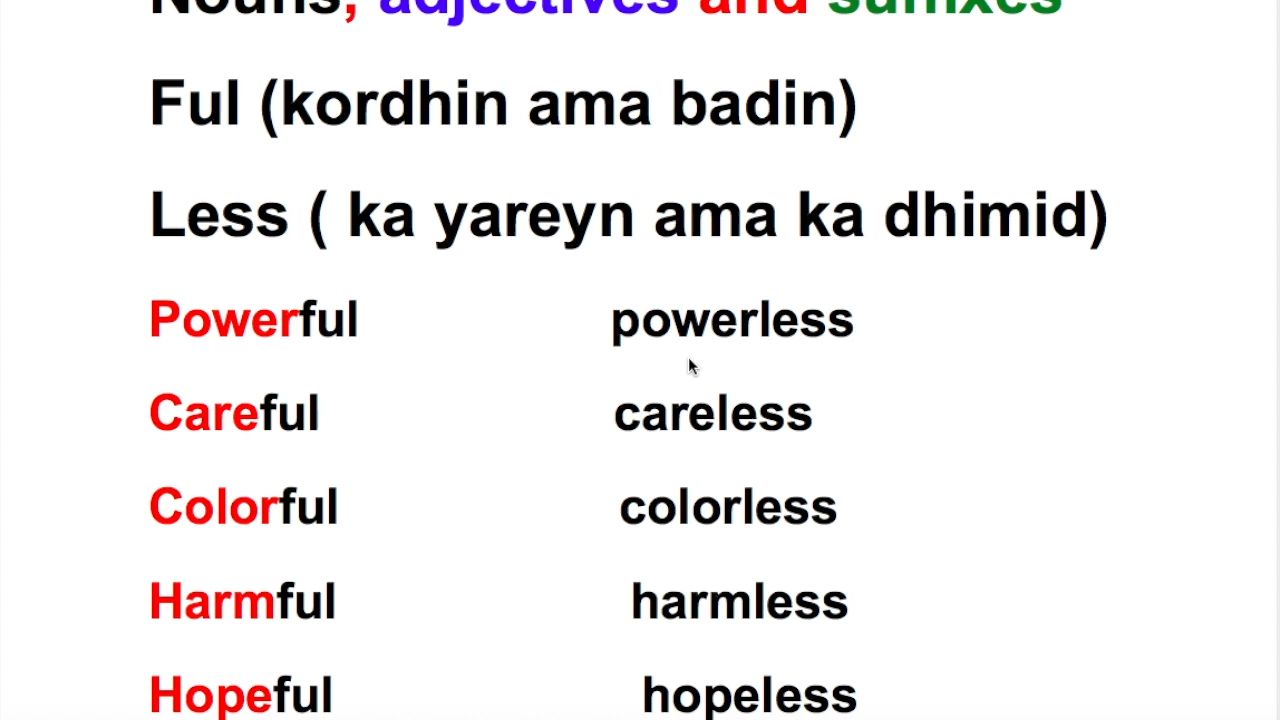 Nouns, adjectives and suffixes
Ful (kordhin ama badin)
Less ( ka yareyn ama ka dhimid)
Powerful powerless
Careful careless
Colorful colorless
Harmful harmless
Hopeful hopeless